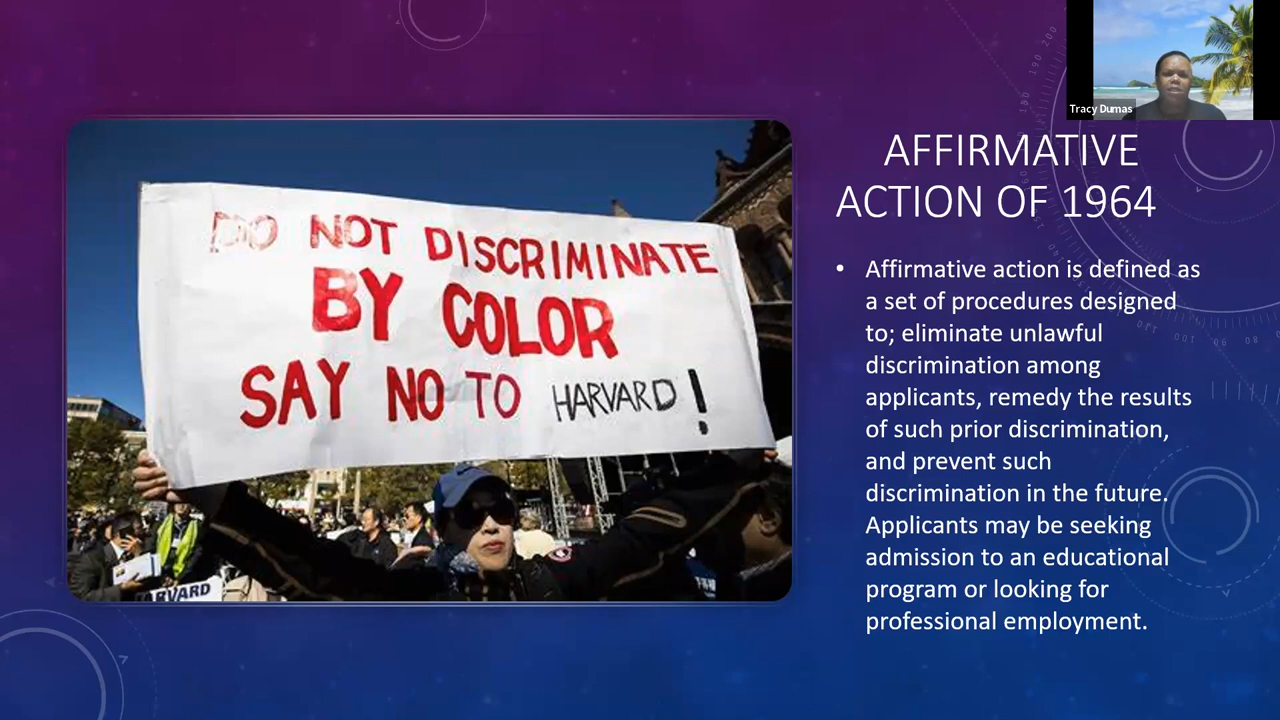 Tracy Dumas
AFFIRMATIVE
ACTION OF 1964
DO NOT DISCRIMINATE
BY COLOR
SAY NO TO HARVARD!
HARVARD
• Affirmative action is defined as
a set of procedures designed
to; eliminate unlawful
discrimination among
applicants, remedy the results
of such prior discrimination,
and prevent such
discrimination in the future.
Applicants may be seeking
admission to an educational
program or looking for
professional employment.